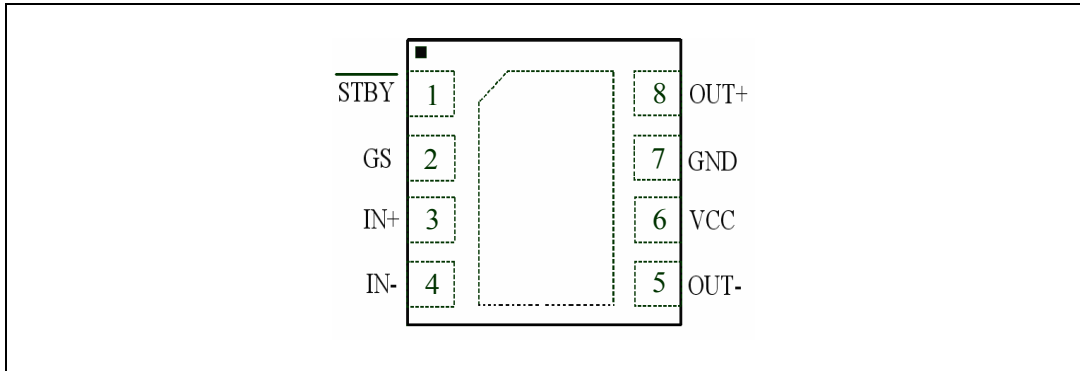 STBY 1 8 OUT+
GS 2 7 GND
IN+ 3 6 VCC
IN- 4 5 OUT-